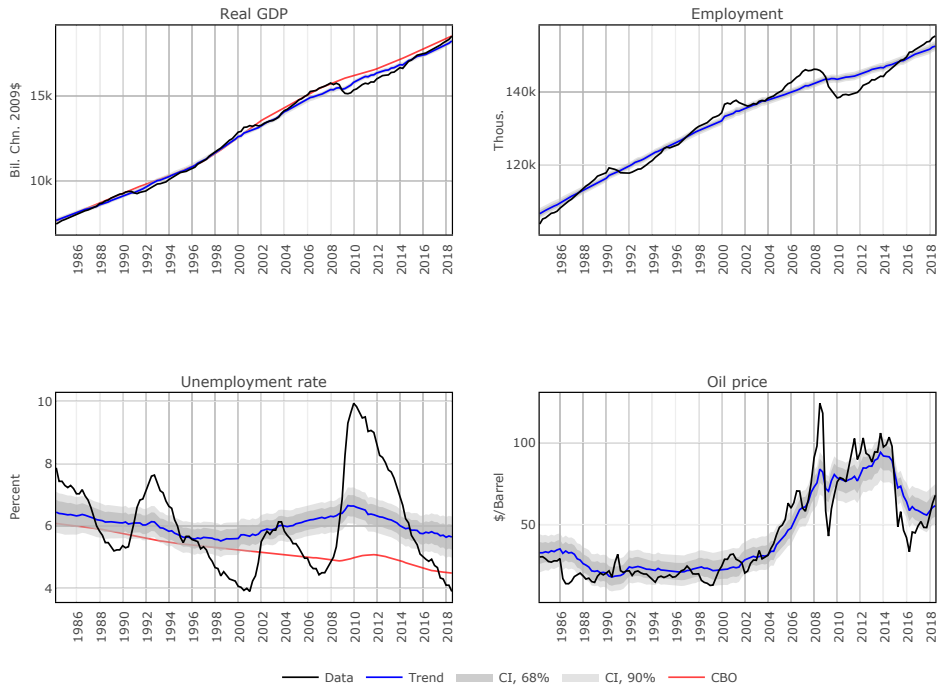 Real GDP
Bil. Chn. 2009$
15k
10k
1986 1988 1990 1992 1994 1996 1998 2000 2002 2004 2006 2008 2010 2012 2014 2016 2018
Employment
Thous.
140k
120k
1986 1988 1990 1992 1994 1996 1998 2000 2002 2004 2006 2008 2010 2012 2014 2016 2018
Unemployment rate
Percent
10
8
6
4
1986 1988 1990 1992 1994 1996 1998 2000 2002 2004 2006 2008 2010 2012 2014 2016 2018
Oil price
$/Barrel
100
50
1986 1988 1990 1992 1994 1996 1998 2000 2002 2004 2006 2008 2010 2012 2014 2016 2018
Data Trend CI, 68% CI, 90% CBO